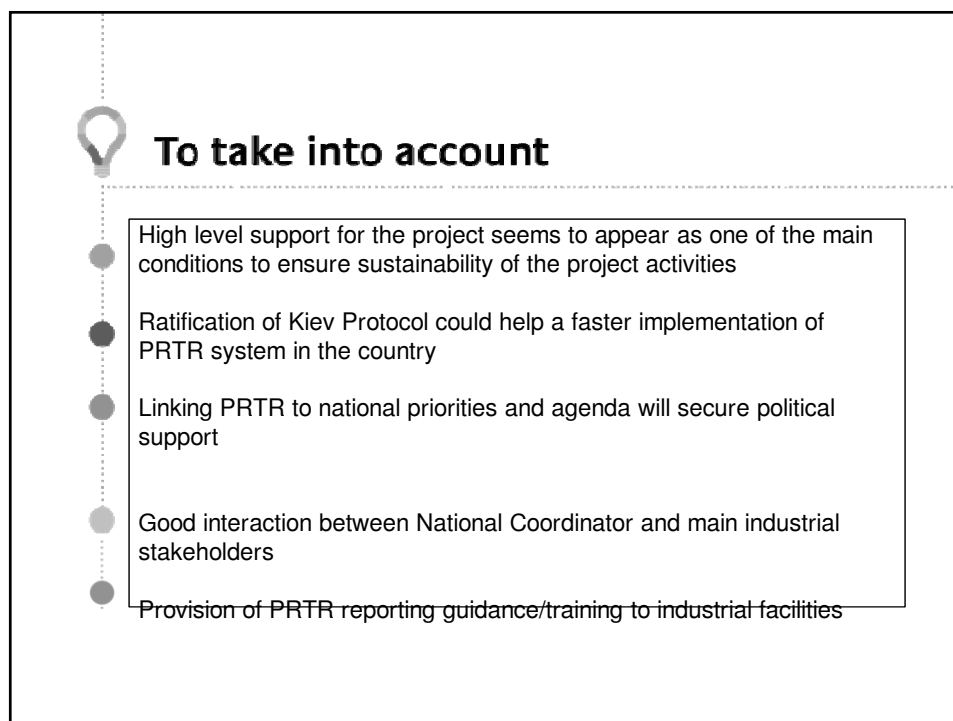 To take into account
High level support for the project seems to appear as one of the main
conditions to ensure sustainability of the project activities
Ratification of Kiev Protocol could help a faster implementation of
PRTR system in the country
Linking PRTR to national priorities and agenda will secure political
support
Good interaction between National Coordinator and main industrial
stakeholders
Provision of PRTR reporting guidance/training to industrial facilities